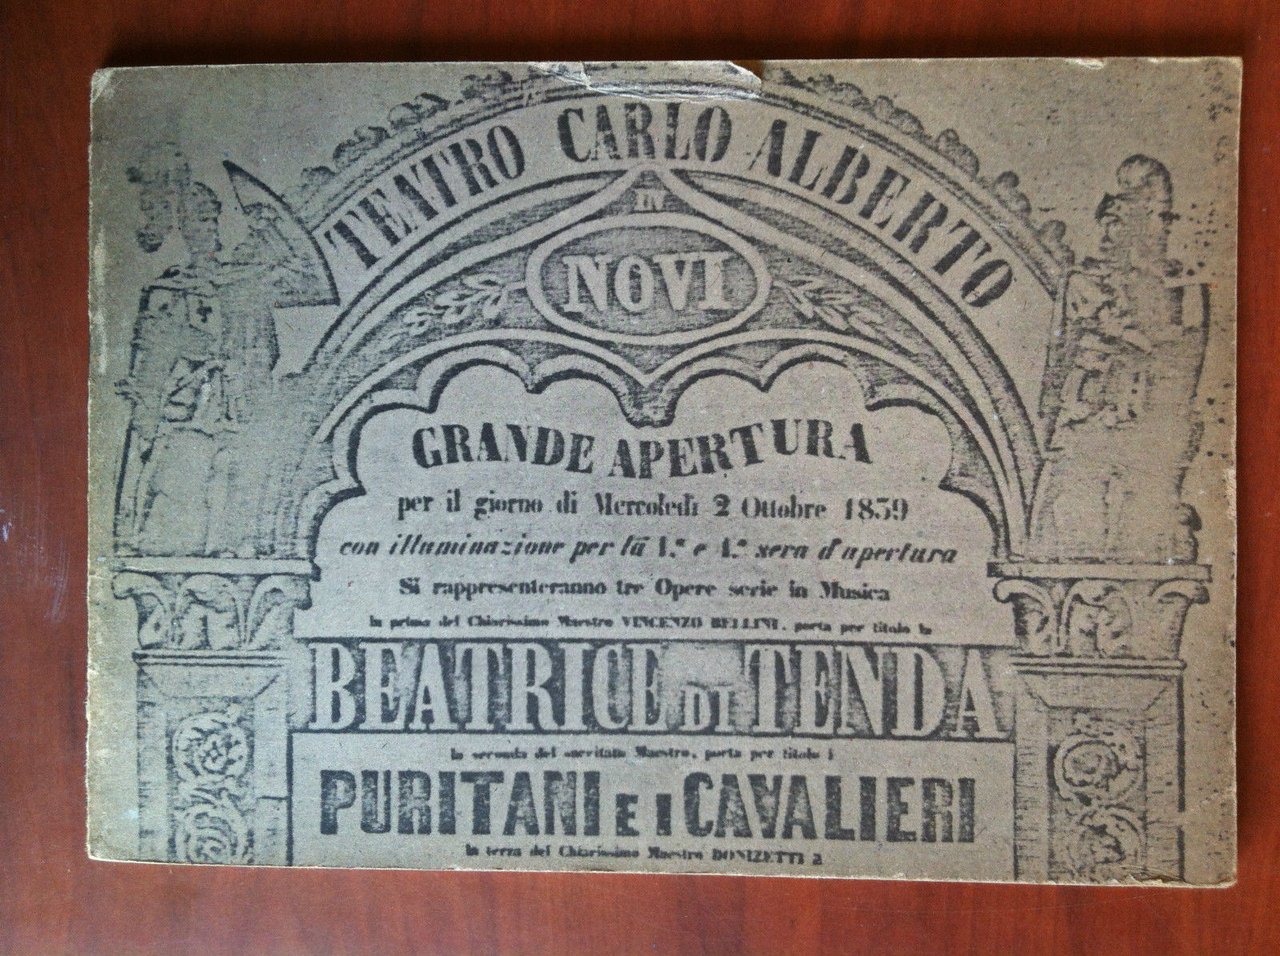 TEATRO CARLO ALBERTO
IN
NOVI
GRANDE APERTURA
per il giorno di Mercoledì 2 Ottobre 1839
con illuminazione per la 1.ª e 4.ª sera d'apertura
Si rappresenteranno tre Opere serie in Musica
la prima del Chiarissimo Maestro VINCENZO BELLINI, porta per titolo la
BEATRICE DI TENDA
la seconda del surritato Maestro, porta per titolo i
PURITANI E I CAVALIERI
la terza del Chiarissimo Maestro DONIZETTI